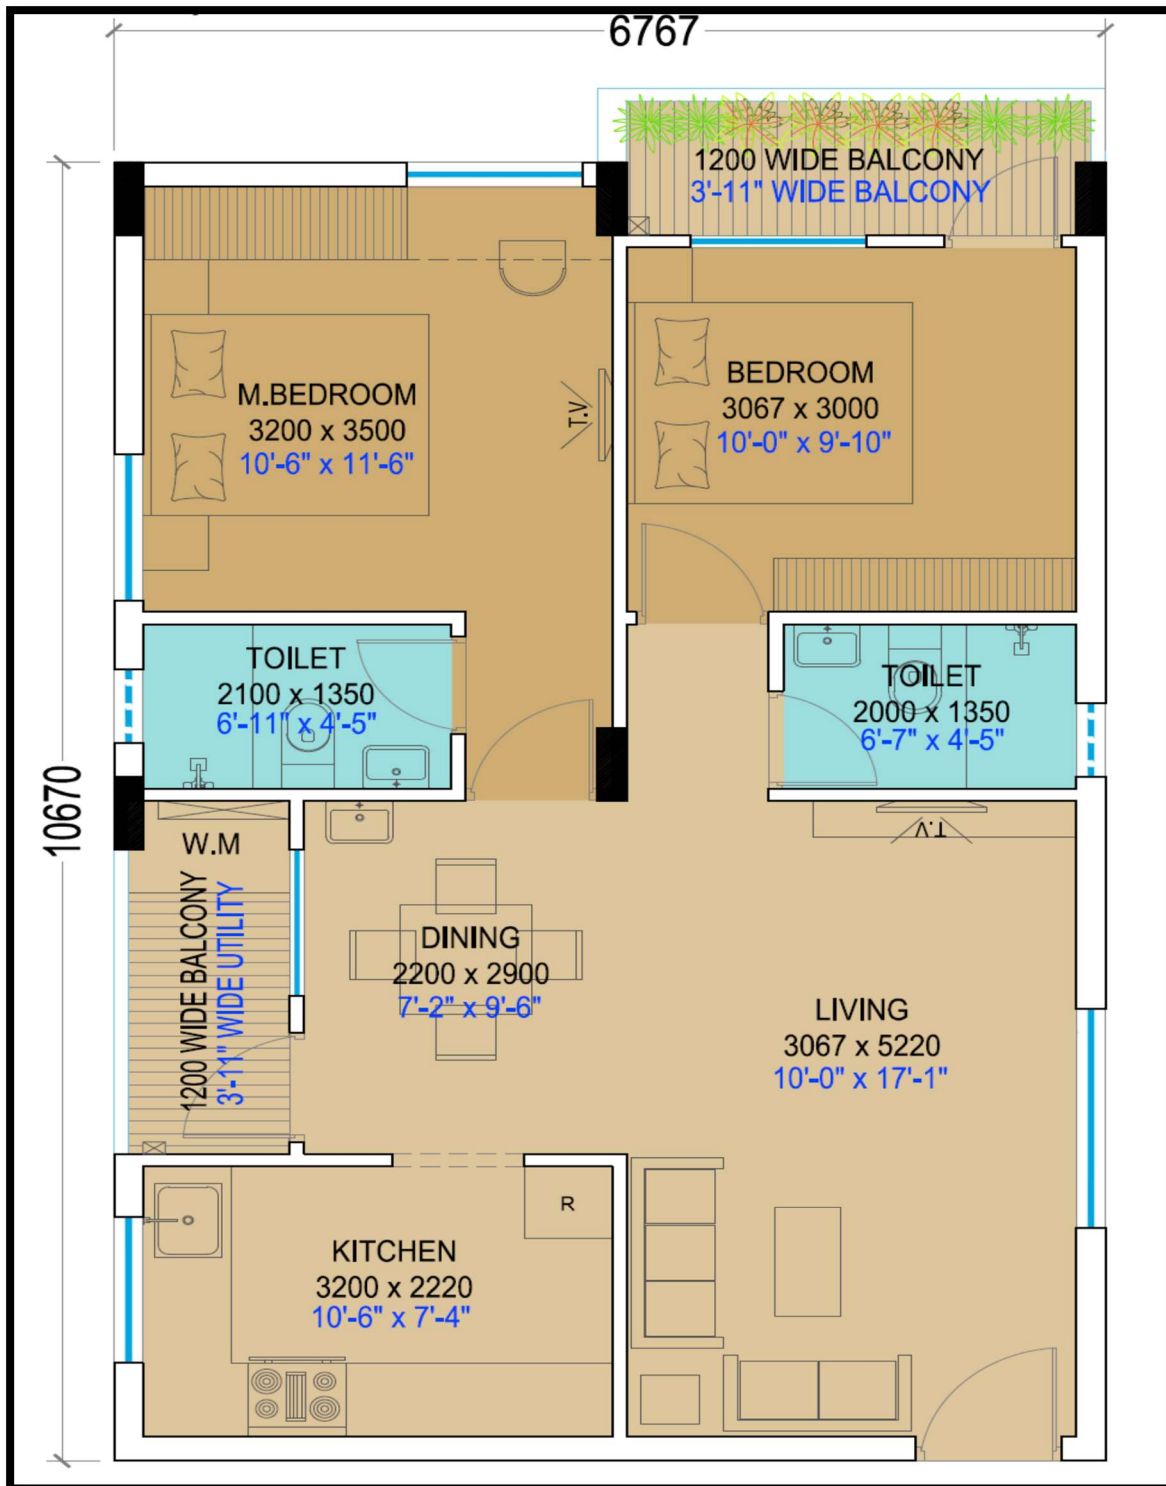 6767
1200 WIDE BALCONY
3'-11" WIDE BALCONY
M.BEDROOM
3200 x 3500
10'-6" x 11'-6"
T.V
BEDROOM
3067 x 3000
10'-0" x 9'-10"
TOILET
2100 x 1350
6'-11" x 4'-5"
TOILET
2000 x 1350
6'-7" x 4'-5"
10670
W.M
1200 WIDE BALCONY
3'-11" WIDE UTILITY
T.V
DINING
2200 x 2900
7'-2" x 9'-6"
LIVING
3067 x 5220
10'-0" x 17'-1"
R
KITCHEN
3200 x 2220
10'-6" x 7'-4"